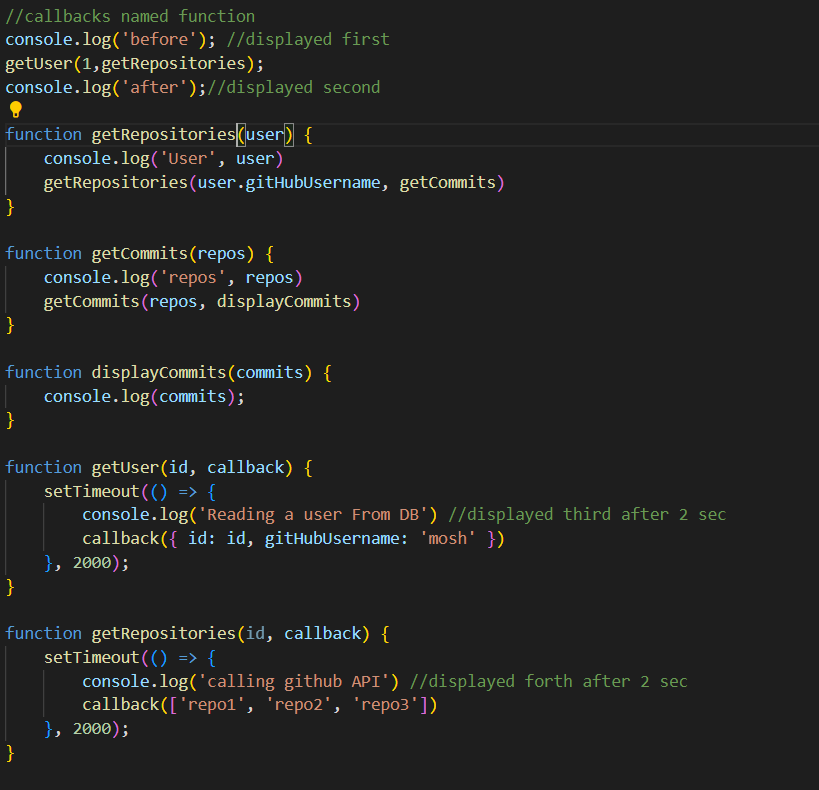 //callbacks named function
console.log('before'); //displayed first
getUser(1,getRepositories);
console.log('after');//displayed second
function getRepositories(user) {
    console.log('User', user)
    getRepositories(user.gitHubUsername, getCommits)
}
function getCommits(repos) {
    console.log('repos', repos)
    getCommits(repos, displayCommits)
}
function displayCommits(commits) {
    console.log(commits);
}
function getUser(id, callback) {
    setTimeout(() => {
        console.log('Reading a user From DB') //displayed third after 2 sec
        callback({ id: id, gitHubUsername: 'mosh' })
    }, 2000);
}
function getRepositories(id, callback) {
    setTimeout(() => {
        console.log('calling github API') //displayed forth after 2 sec
        callback(['repo1', 'repo2', 'repo3'])
    }, 2000);
}